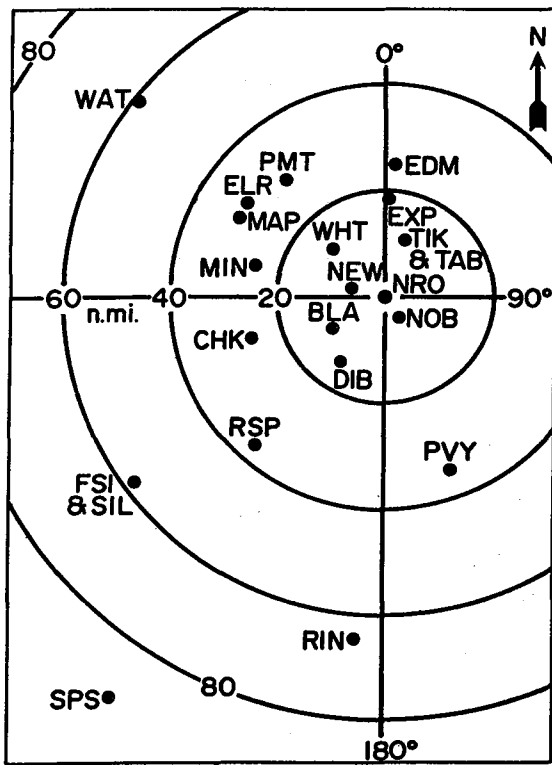 80
N
0°
WAT
PMT
EDM
ELR
EXP
MAP
WHT
TIK
& TAB
MIN
NEW
NRO
60
40
20
90°
n.mi.
BLA
NOB
CHK
DIB
RSP
PVY
FSI
& SIL
RIN
80
SPS
180°